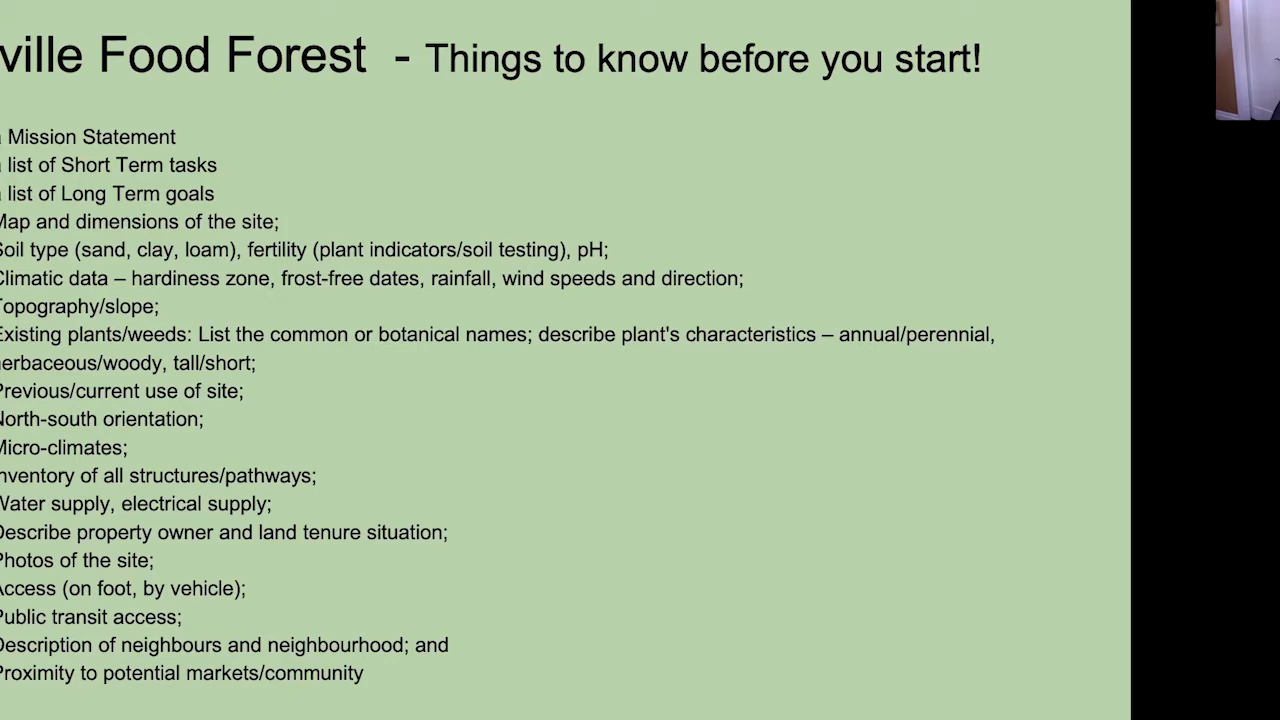 ville Food Forest - Things to know before you start!
Mission Statement
list of Short Term tasks
list of Long Term goals
Map and dimensions of the site;
Soil type (sand, clay, loam), fertility (plant indicators/soil testing), pH;
Climatic data – hardiness zone, frost-free dates, rainfall, wind speeds and direction;
Topography/slope;
Existing plants/weeds: List the common or botanical names; describe plant's characteristics – annual/perennial,
herbaceous/woody, tall/short;
Previous/current use of site;
North-south orientation;
Micro-climates;
nventory of all structures/pathways;
Water supply, electrical supply;
Describe property owner and land tenure situation;
Photos of the site;
Access (on foot, by vehicle);
Public transit access;
Description of neighbours and neighbourhood; and
Proximity to potential markets/community